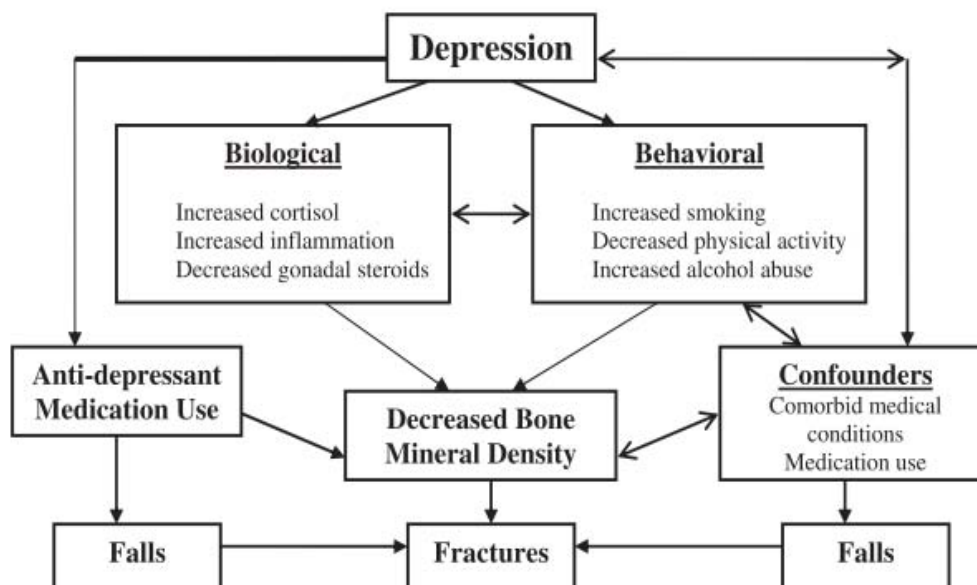 Depression
Biological
Increased cortisol
Increased inflammation
Decreased gonadal steroids
Behavioral
Increased smoking
Decreased physical activity
Increased alcohol abuse
Anti-depressant
Medication Use
Decreased Bone
Mineral Density
Confounders
Comorbid medical
conditions
Medication use
Falls
Fractures
Falls